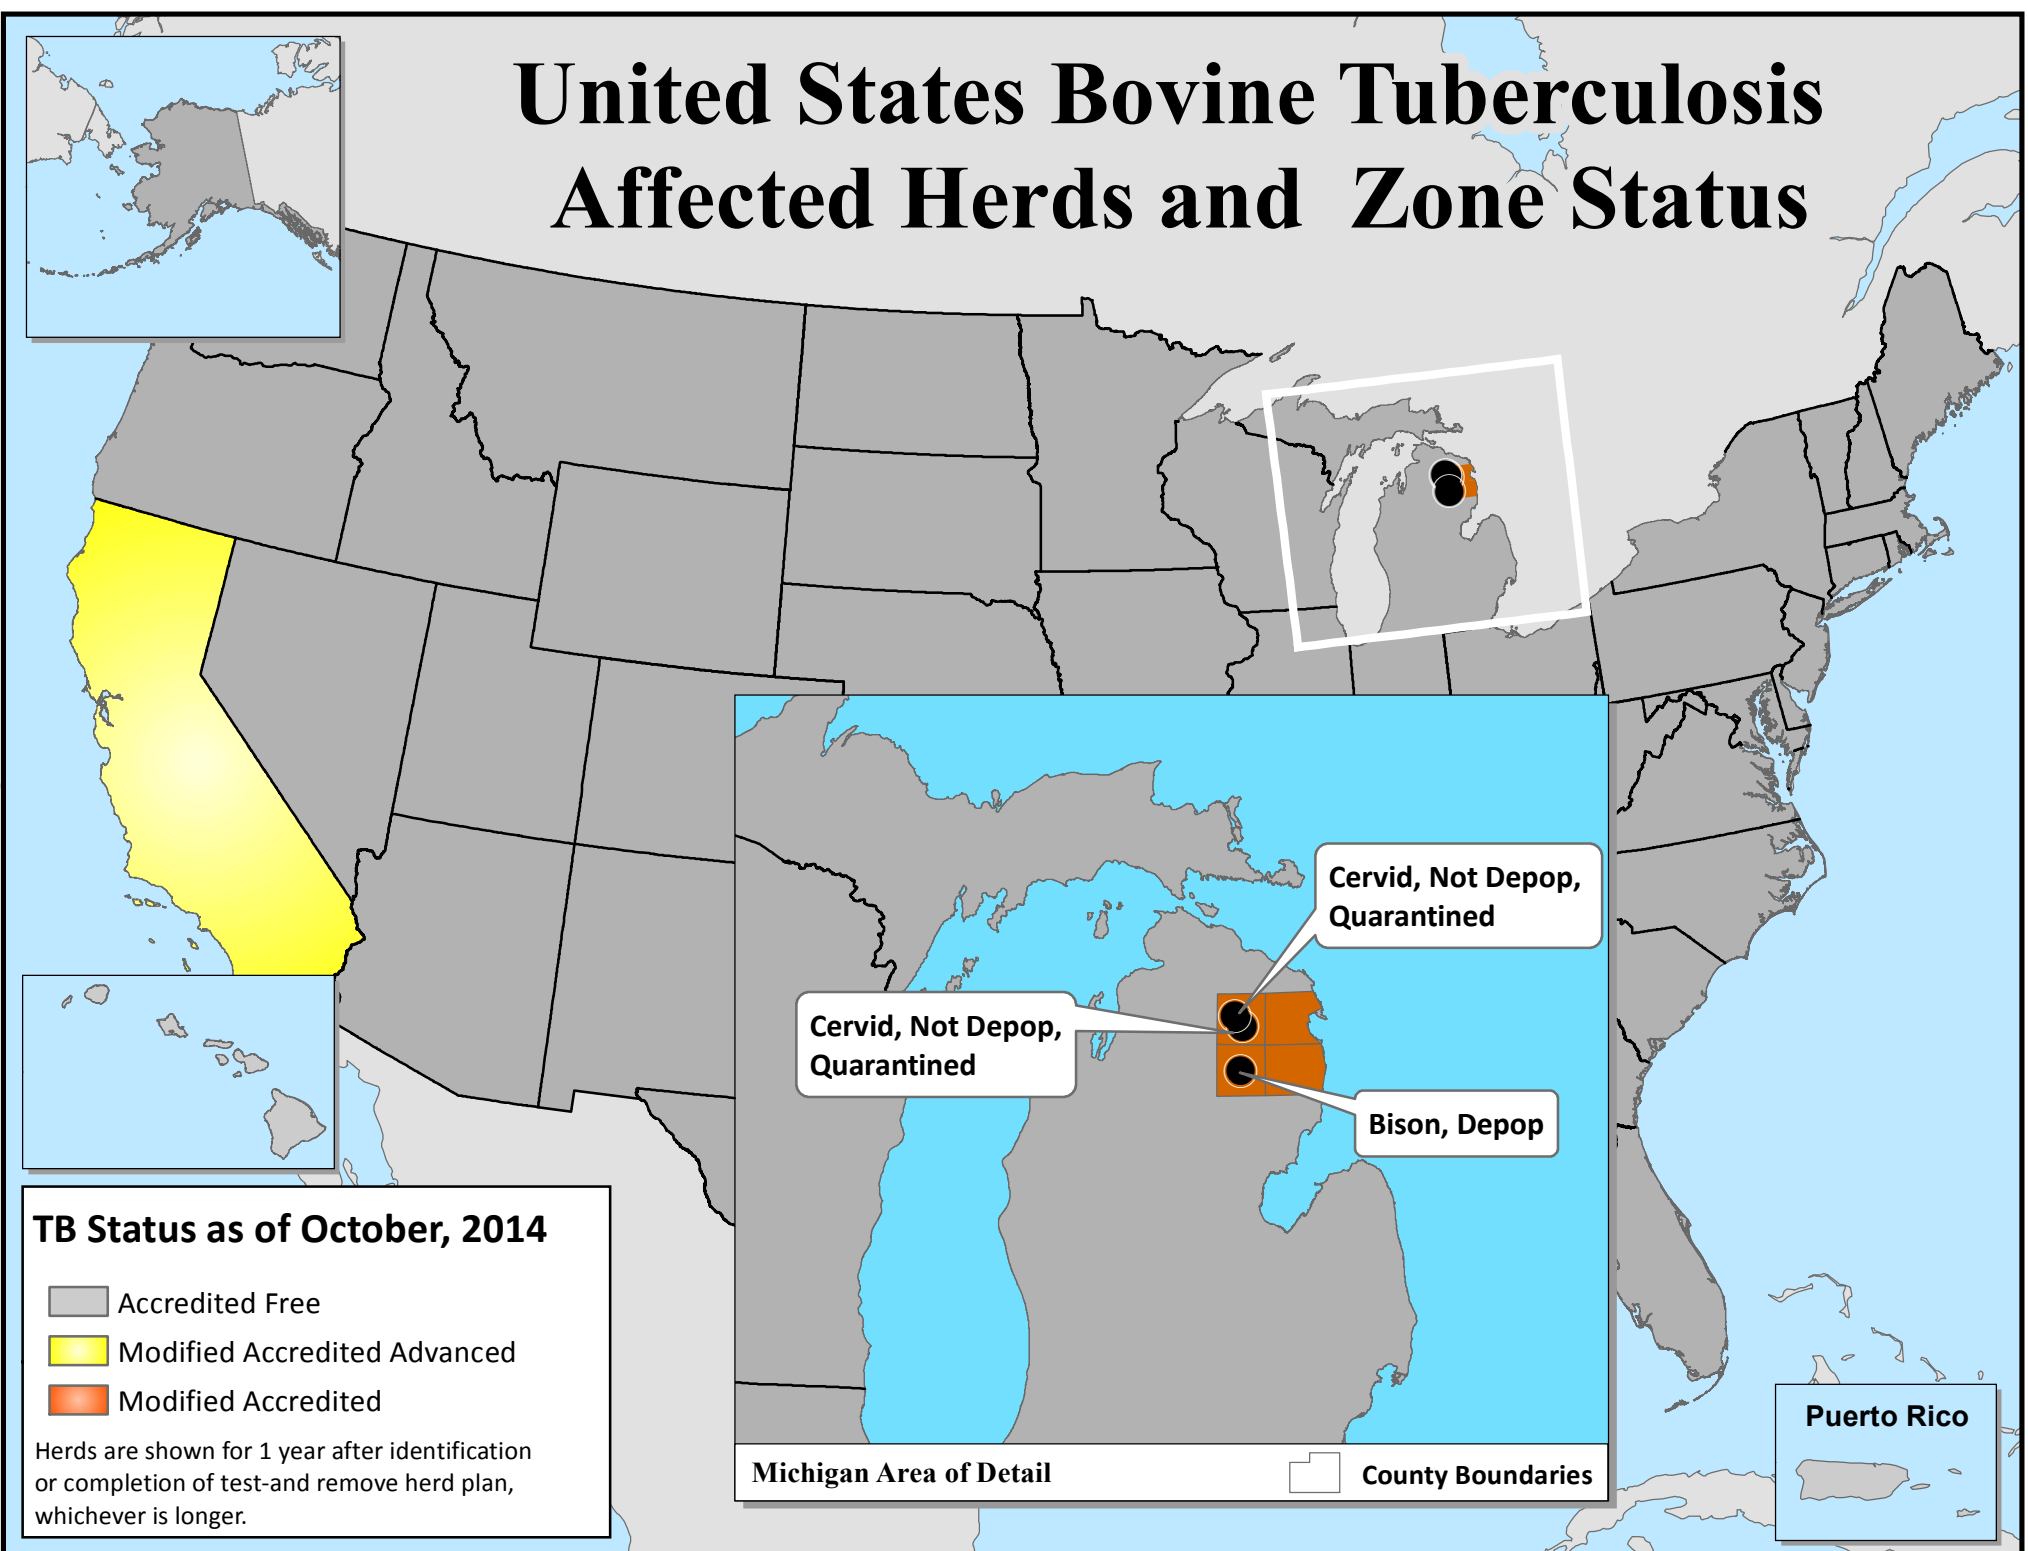 United States Bovine Tuberculosis
Affected Herds and Zone Status
Cervid, Not Depop,
Quarantined
Cervid, Not Depop,
Quarantined
Bison, Depop
TB Status as of October, 2014
Accredited Free
Modified Accredited Advanced
Modified Accredited
Herds are shown for 1 year after identification
or completion of test-and remove herd plan,
whichever is longer.
Michigan Area of Detail
County Boundaries
Puerto Rico